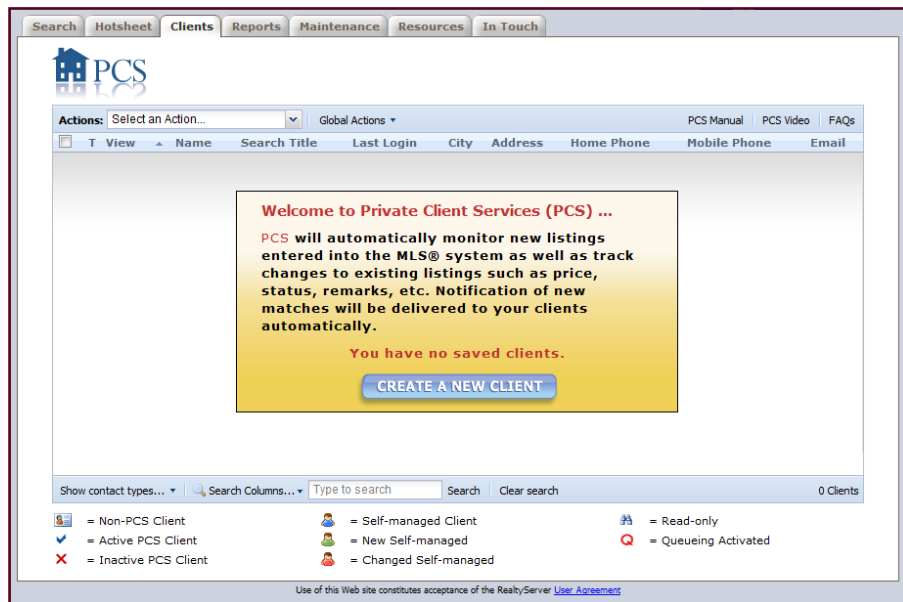 Search Hotsheet Clients Reports Maintenance Resources In Touch
PCS
Actions: Select an Action... Global Actions PCS Manual PCS Video FAQs
T View Name Search Title Last Login City Address Home Phone Mobile Phone Email
Welcome to Private Client Services (PCS) ...
PCS will automatically monitor new listings
entered into the MLS® system as well as track
changes to existing listings such as price,
status, remarks, etc. Notification of new
matches will be delivered to your clients
automatically.
You have no saved clients.
CREATE A NEW CLIENT
Show contact types... Search Columns... Type to search Search Clear search 0 Clients
= Non-PCS Client = Self-managed Client = Read-only
= Active PCS Client = New Self-managed Q = Queueing Activated
= Inactive PCS Client = Changed Self-managed
Use of this Web site constitutes acceptance of the RealtyServer User Agreement